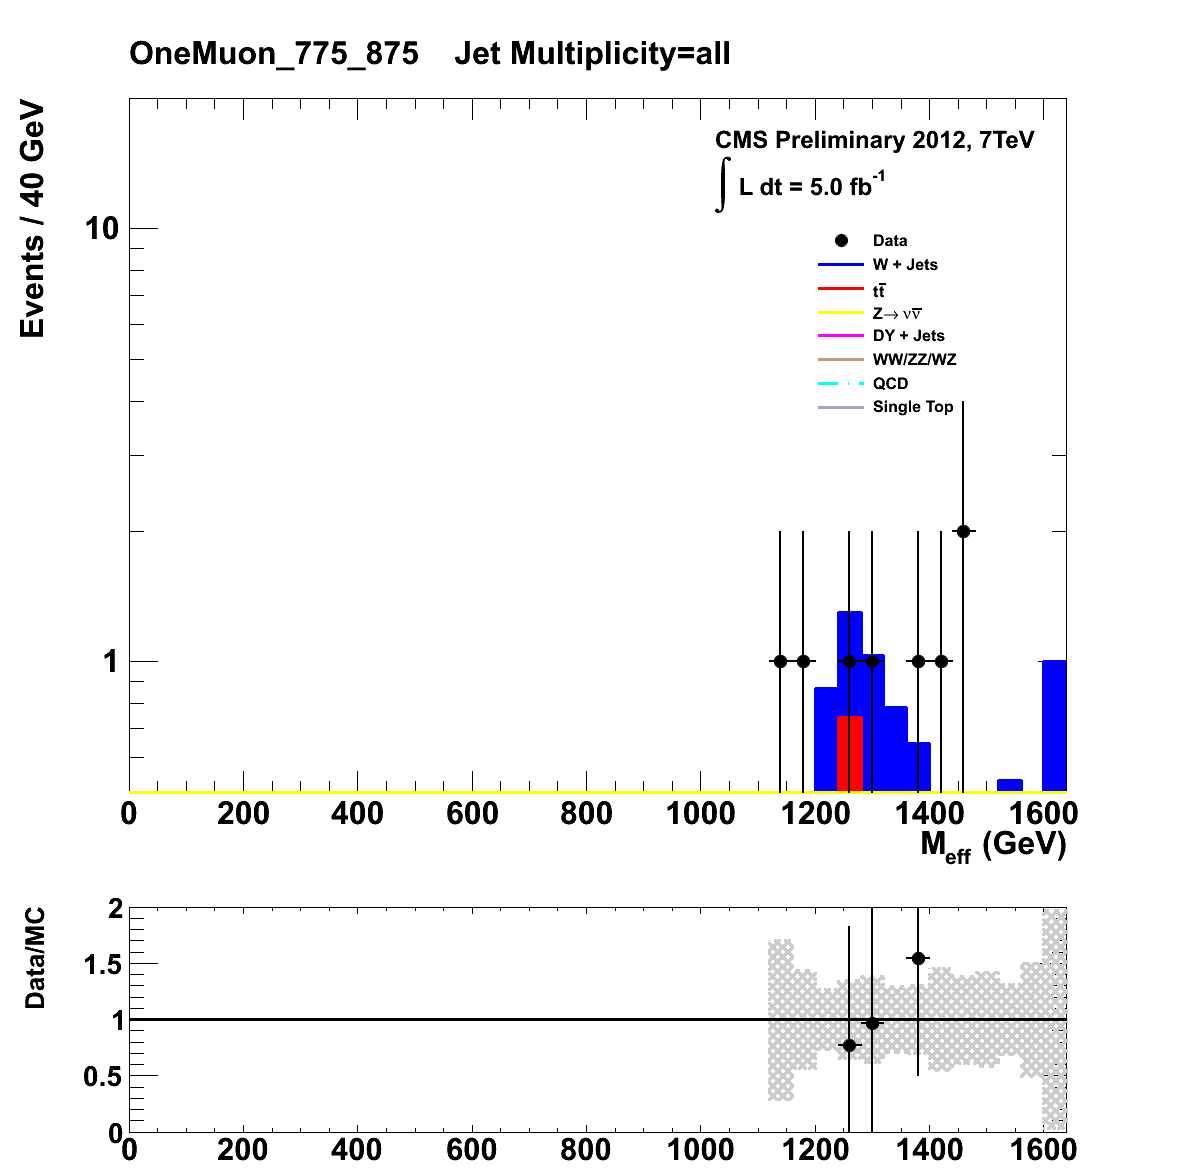 OneMuon_775_875 Jet Multiplicity=all
Events / 40 GeV
CMS Preliminary 2012, 7TeV
∫ L dt = 5.0 fb⁻¹
Data
W + Jets
tt̅
Z→ νν̅
DY + Jets
WW/ZZ/WZ
QCD
Single Top
10
1
0 200 400 600 800 1000 1200 1400 1600
M_eff (GeV)
Data/MC
2
1.5
1
0.5
0
0 200 400 600 800 1000 1200 1400 1600